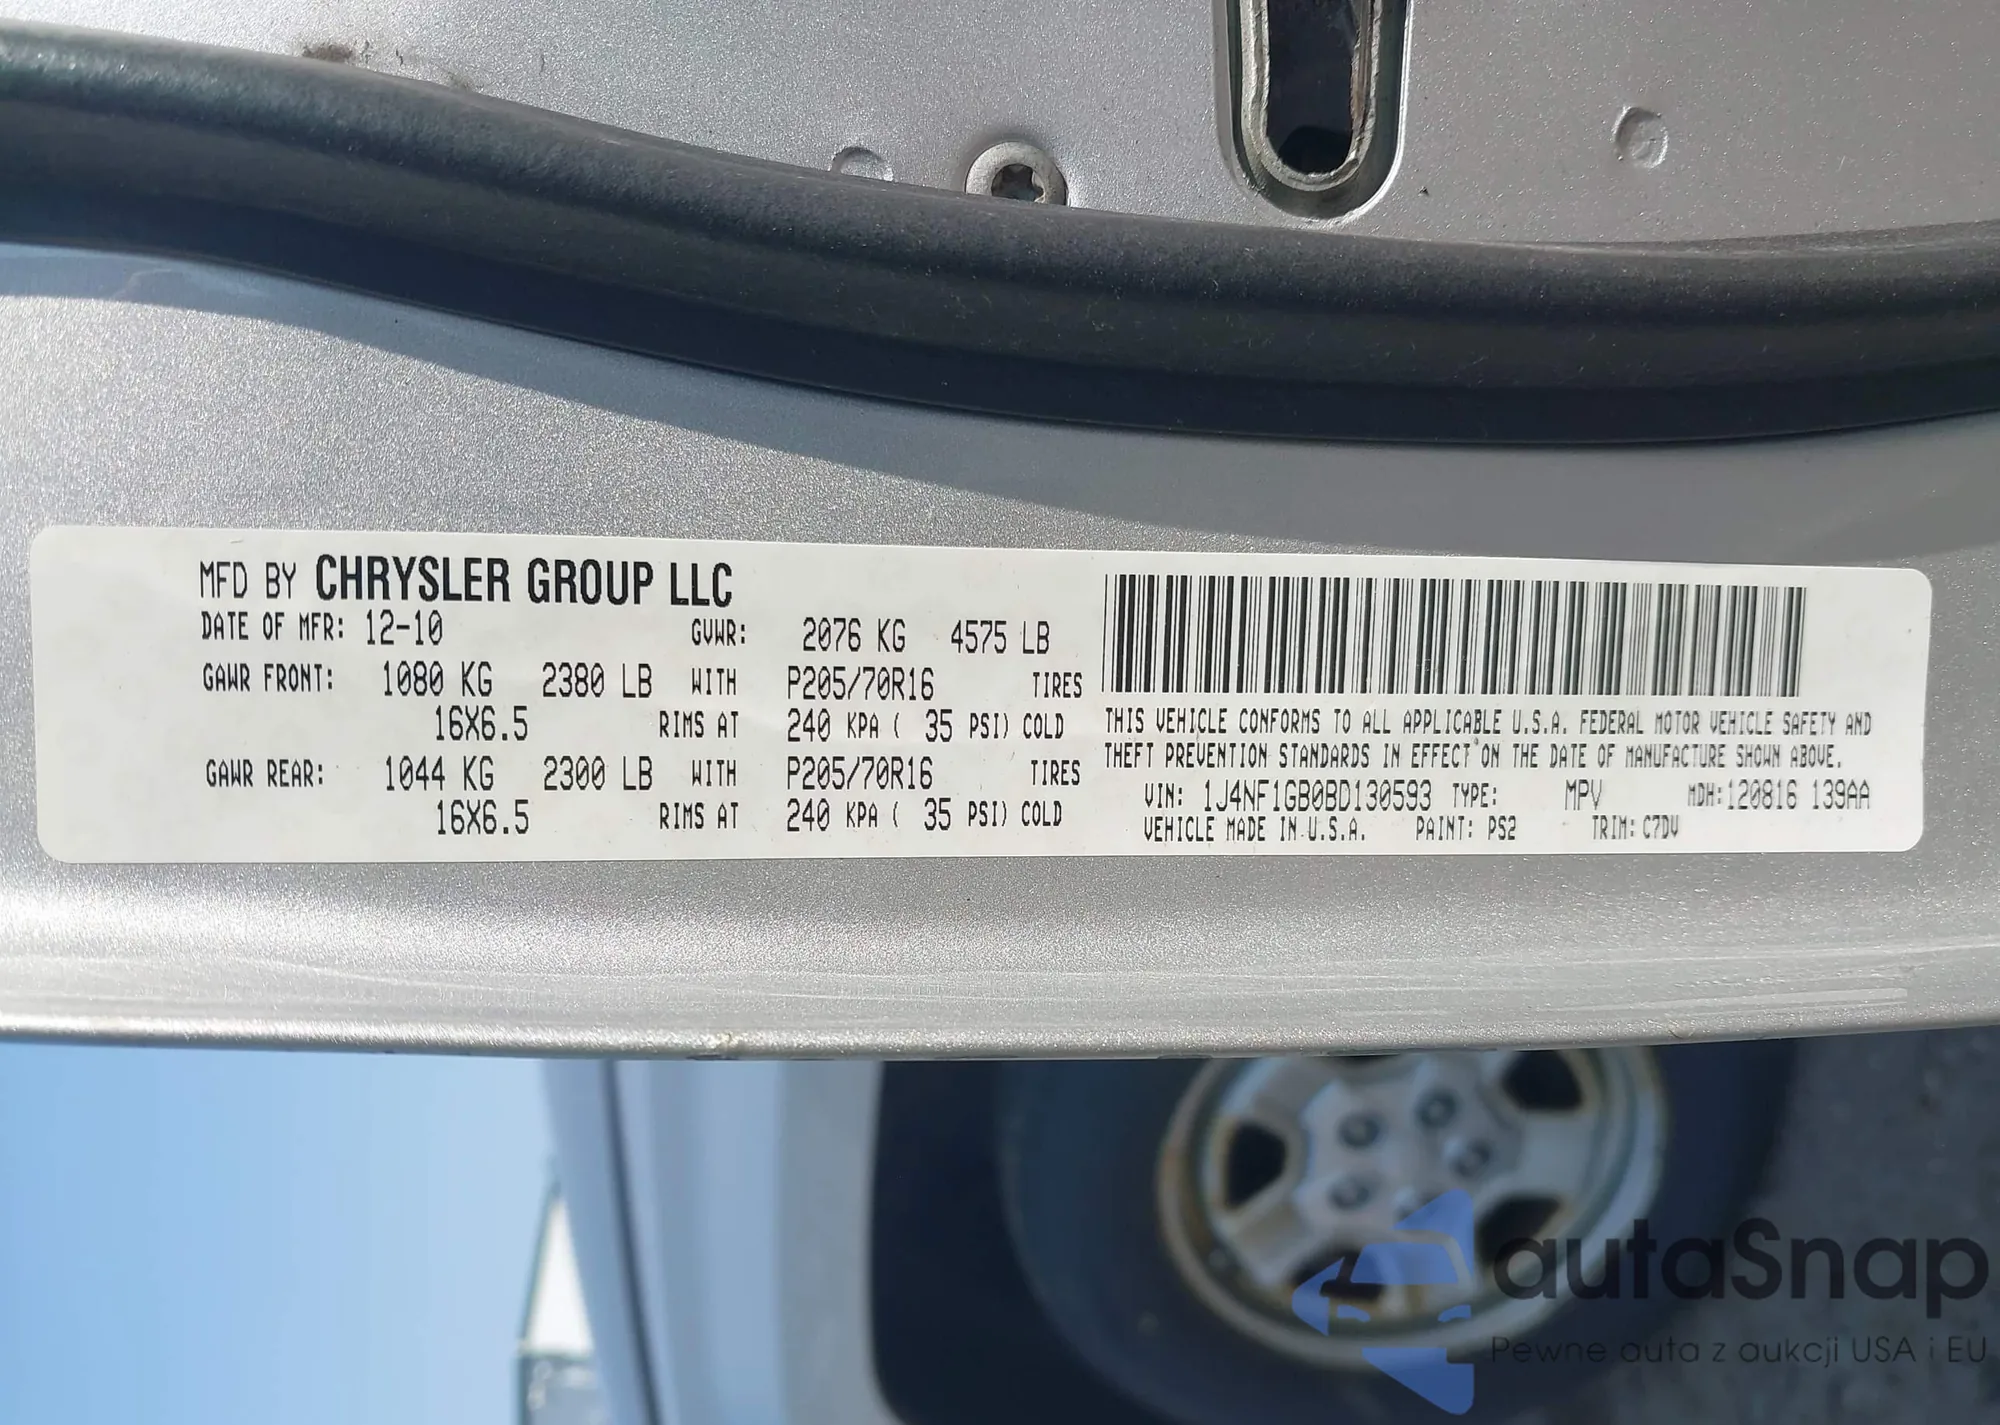 MFD BY CHRYSLER GROUP LLC
DATE OF MFR: 12-10 GVWR: 2076 KG 4575 LB
GAWR FRONT: 1080 KG 2380 LB WITH P205/70R16 TIRES
16X6.5 RIMS AT 240 KPA ( 35 PSI) COLD
GAWR REAR: 1044 KG 2300 LB WITH P205/70R16 TIRES
16X6.5 RIMS AT 240 KPA ( 35 PSI) COLD
THIS VEHICLE CONFORMS TO ALL APPLICABLE U.S.A. FEDERAL MOTOR VEHICLE SAFETY AND
THEFT PREVENTION STANDARDS IN EFFECT ON THE DATE OF MANUFACTURE SHOWN ABOVE.
VIN: 1J4NF1GB0BD130593 TYPE: MPV MDH: 120816 139AA
VEHICLE MADE IN U.S.A. PAINT: PS2 TRIM: C7DV
autaSnap
Pewne auta z aukcji USA i EU